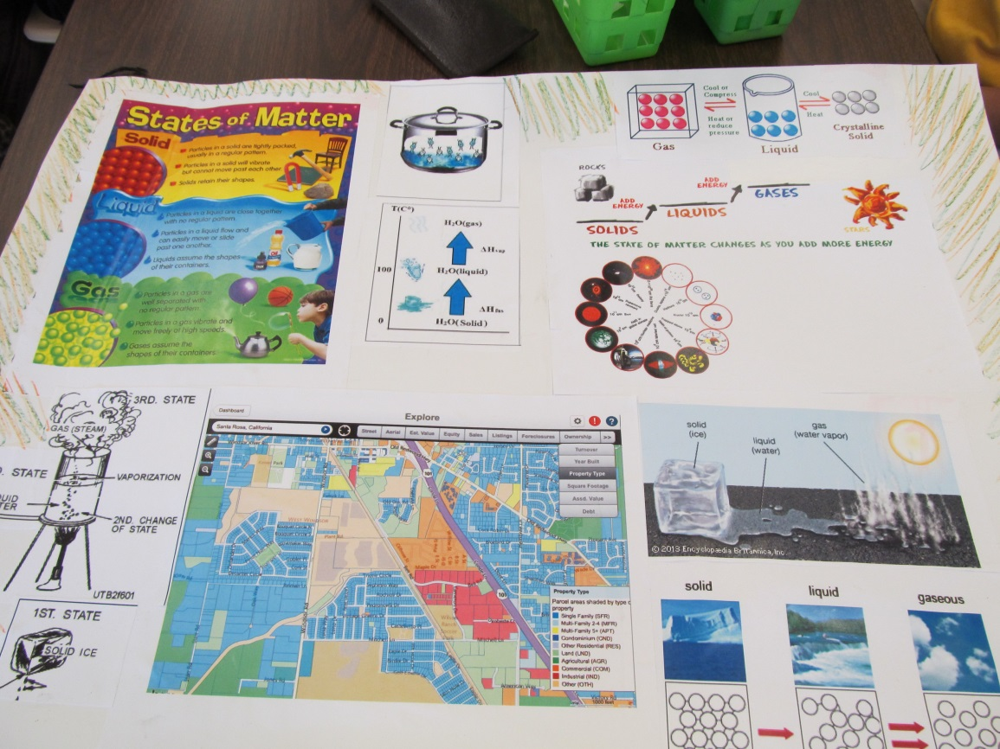 States of Matter
Solid
Particles in a solid are tightly packed,
usually in a regular pattern.
Particles in a solid will vibrate
but cannot move past each other
Solids retain their shapes.
Liquid
Particles in a liquid are close together
with no regular pattern.
Particles in a liquid flow and
can easily move or slide
past one another.
Liquids assume the shapes
of their containers.
Gas
Particles in a gas are
well separated with
no regular pattern.
Particles in a gas vibrate and
move freely at high speeds.
Gases assume the
shapes of their containers.
T(C°)
H₂O(gas)
ΔHvap
100
H₂O(liquid)
ΔHfus
0
H₂O(Solid)
Cool or
Compress
Heat or
reduce
pressure
Cool
Heat
Gas
Liquid
Crystalline
Solid
ROCKS
ADD
ENERGY
ADD
ENERGY
SOLIDS
LIQUIDS
GASES
STARS
THE STATE OF MATTER CHANGES AS YOU ADD MORE ENERGY
3RD. STATE
GAS (STEAM)
STATE
VAPORIZATION
2ND. CHANGE
OF STATE
UTB2f601
1ST. STATE
SOLID ICE
Dashboard
Explore
Santa Rosa, California
Street Aerial Est. Value Equity Sales Listings Foreclosures Ownership >>
Turnover
Year Built
Property Type
Square Footage
Assd. Value
Debt
101
101
Property Type
Parcel areas shaded by type of
property
Single Family (SFR)
Multi-Family 2-4 (MFR)
Multi-Family 5+ (APT)
Condominium (CND)
Other Residential (RES)
Land (LND)
Agricultural (AGR)
Commercial (COM)
Industrial (IND)
Other (OTH)
solid
(ice)
liquid
(water)
gas
(water vapor)
© 2013 Encyclopædia Britannica, Inc.
solid
liquid
gaseous